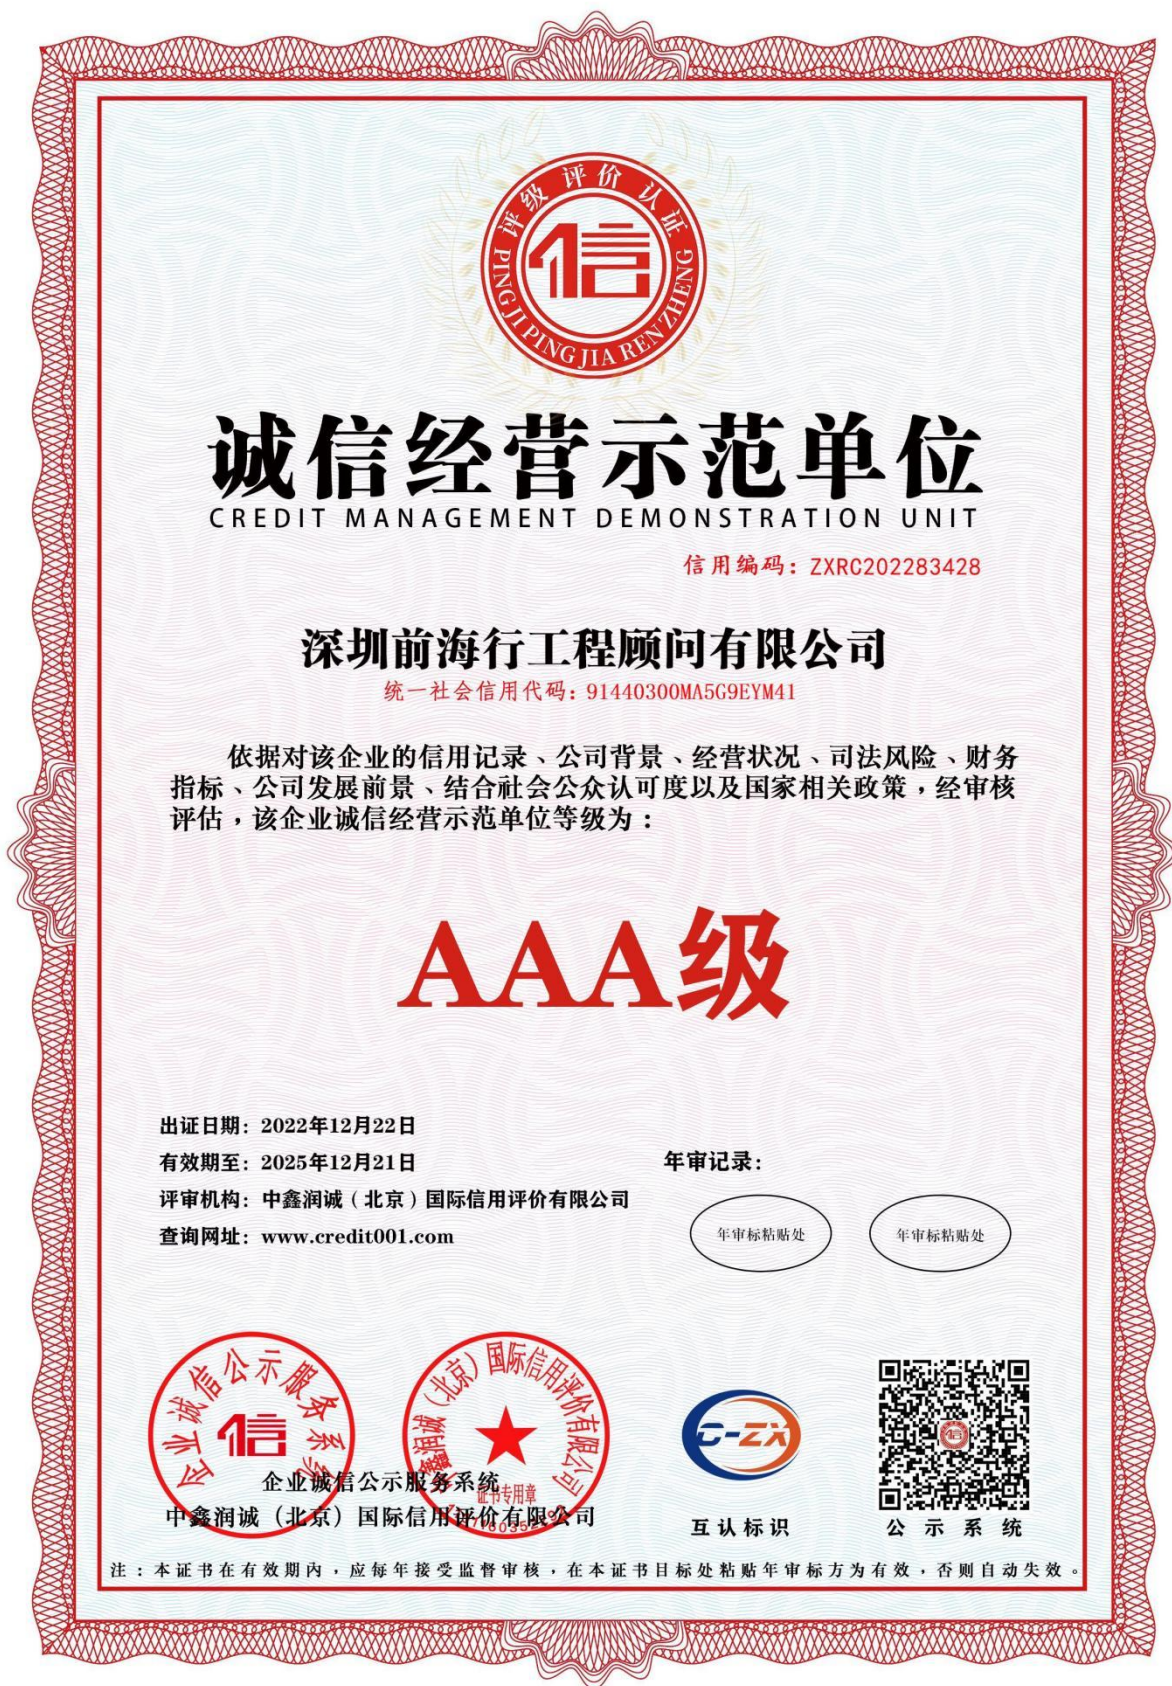 评级 评价 认证
PING JI PING JIA REN ZHENG
信
诚信经营示范单位
CREDIT MANAGEMENT DEMONSTRATION UNIT
信用编码：ZXRC202283428
深圳前海行工程顾问有限公司
统一社会信用代码：91440300MA5G9EYM41
依据对该企业的信用记录、公司背景、经营状况、司法风险、财务
指标、公司发展前景、结合社会公众认可度以及国家相关政策，经审核
评估，该企业诚信经营示范单位等级为：
AAA级
出证日期：2022年12月22日
有效期至：2025年12月21日
评审机构：中鑫润诚（北京）国际信用评价有限公司
查询网址：www.credit001.com
年审记录：
年审标粘贴处
年审标粘贴处
企业诚信公示服务系统
信
中鑫润诚（北京）国际信用评价有限公司
证书专用章
企业诚信公示服务系统
中鑫润诚（北京）国际信用评价有限公司
C-ZX
互认标识
公示系统
注：本证书在有效期内，应每年接受监督审核，在本证书目标处粘贴年审标方为有效，否则自动失效。